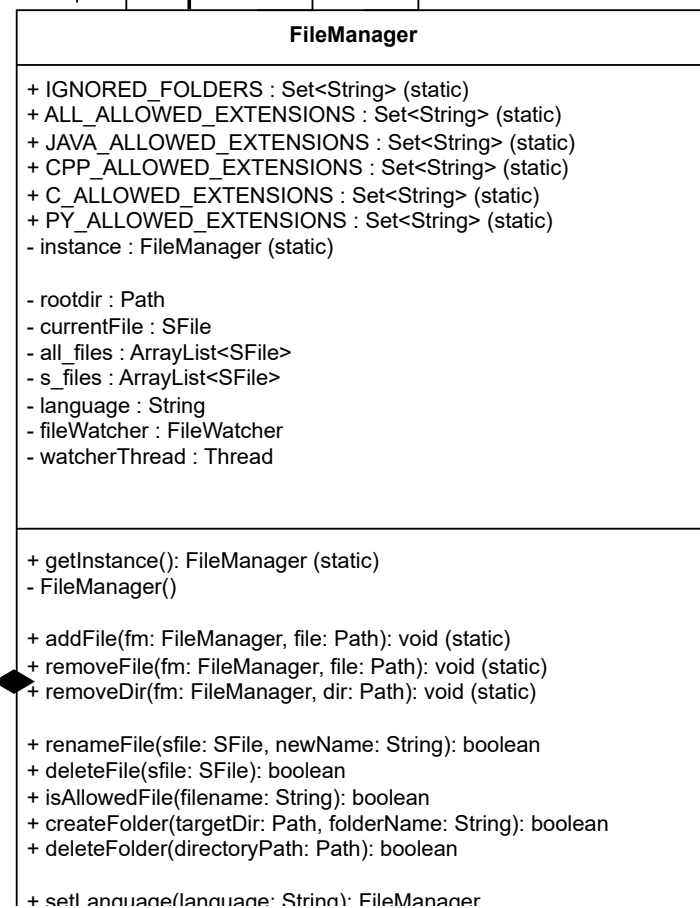 FileManager
+ IGNORED_FOLDERS : Set<String> (static)
+ ALL_ALLOWED_EXTENSIONS : Set<String> (static)
+ JAVA_ALLOWED_EXTENSIONS : Set<String> (static)
+ CPP_ALLOWED_EXTENSIONS : Set<String> (static)
+ C_ALLOWED_EXTENSIONS : Set<String> (static)
+ PY_ALLOWED_EXTENSIONS : Set<String> (static)
- instance : FileManager (static)
- rootdir : Path
- currentFile : SFile
- all_files : ArrayList<SFile>
- s_files : ArrayList<SFile>
- language : String
- fileWatcher : FileWatcher
- watcherThread : Thread
+ getInstance(): FileManager (static)
- FileManager()
+ addFile(fm: FileManager, file: Path): void (static)
+ removeFile(fm: FileManager, file: Path): void (static)
+ removeDir(fm: FileManager, dir: Path): void (static)
+ renameFile(sfile: SFile, newName: String): boolean
+ deleteFile(sfile: SFile): boolean
+ isAllowedFile(filename: String): boolean
+ createFolder(targetDir: Path, folderName: String): boolean
+ deleteFolder(directoryPath: Path): boolean
+ setLanguage(language: String): FileManager